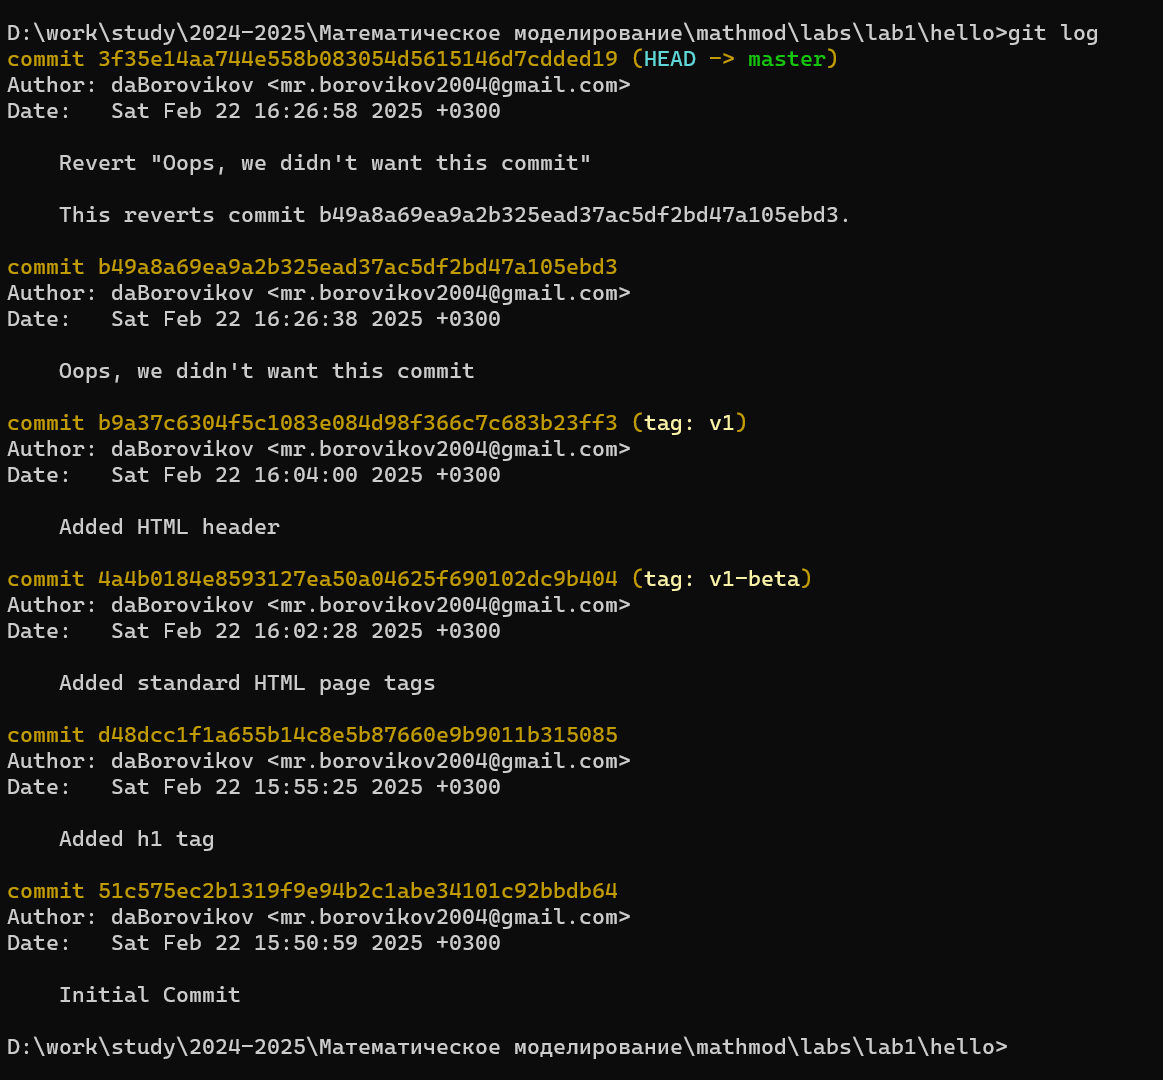 D:\work\study\2024-2025\Математическое моделирование\mathmod\labs\lab1\hello>git log
commit 3f35e14aa744e558b083054d5615146d7cdded19 (HEAD -> master)
Author: daBorovikov <mr.borovikov2004@gmail.com>
Date:   Sat Feb 22 16:26:58 2025 +0300
    Revert "Oops, we didn't want this commit"
    This reverts commit b49a8a69ea9a2b325ead37ac5df2bd47a105ebd3.
commit b49a8a69ea9a2b325ead37ac5df2bd47a105ebd3
Author: daBorovikov <mr.borovikov2004@gmail.com>
Date:   Sat Feb 22 16:26:38 2025 +0300
    Oops, we didn't want this commit
commit b9a37c6304f5c1083e084d98f366c7c683b23ff3 (tag: v1)
Author: daBorovikov <mr.borovikov2004@gmail.com>
Date:   Sat Feb 22 16:04:00 2025 +0300
    Added HTML header
commit 4a4b0184e8593127ea50a04625f690102dc9b404 (tag: v1-beta)
Author: daBorovikov <mr.borovikov2004@gmail.com>
Date:   Sat Feb 22 16:02:28 2025 +0300
    Added standard HTML page tags
commit d48dcc1f1a655b14c8e5b87660e9b9011b315085
Author: daBorovikov <mr.borovikov2004@gmail.com>
Date:   Sat Feb 22 15:55:25 2025 +0300
    Added h1 tag
commit 51c575ec2b1319f9e94b2c1abe34101c92bbdb64
Author: daBorovikov <mr.borovikov2004@gmail.com>
Date:   Sat Feb 22 15:50:59 2025 +0300
    Initial Commit
D:\work\study\2024-2025\Математическое моделирование\mathmod\labs\lab1\hello>